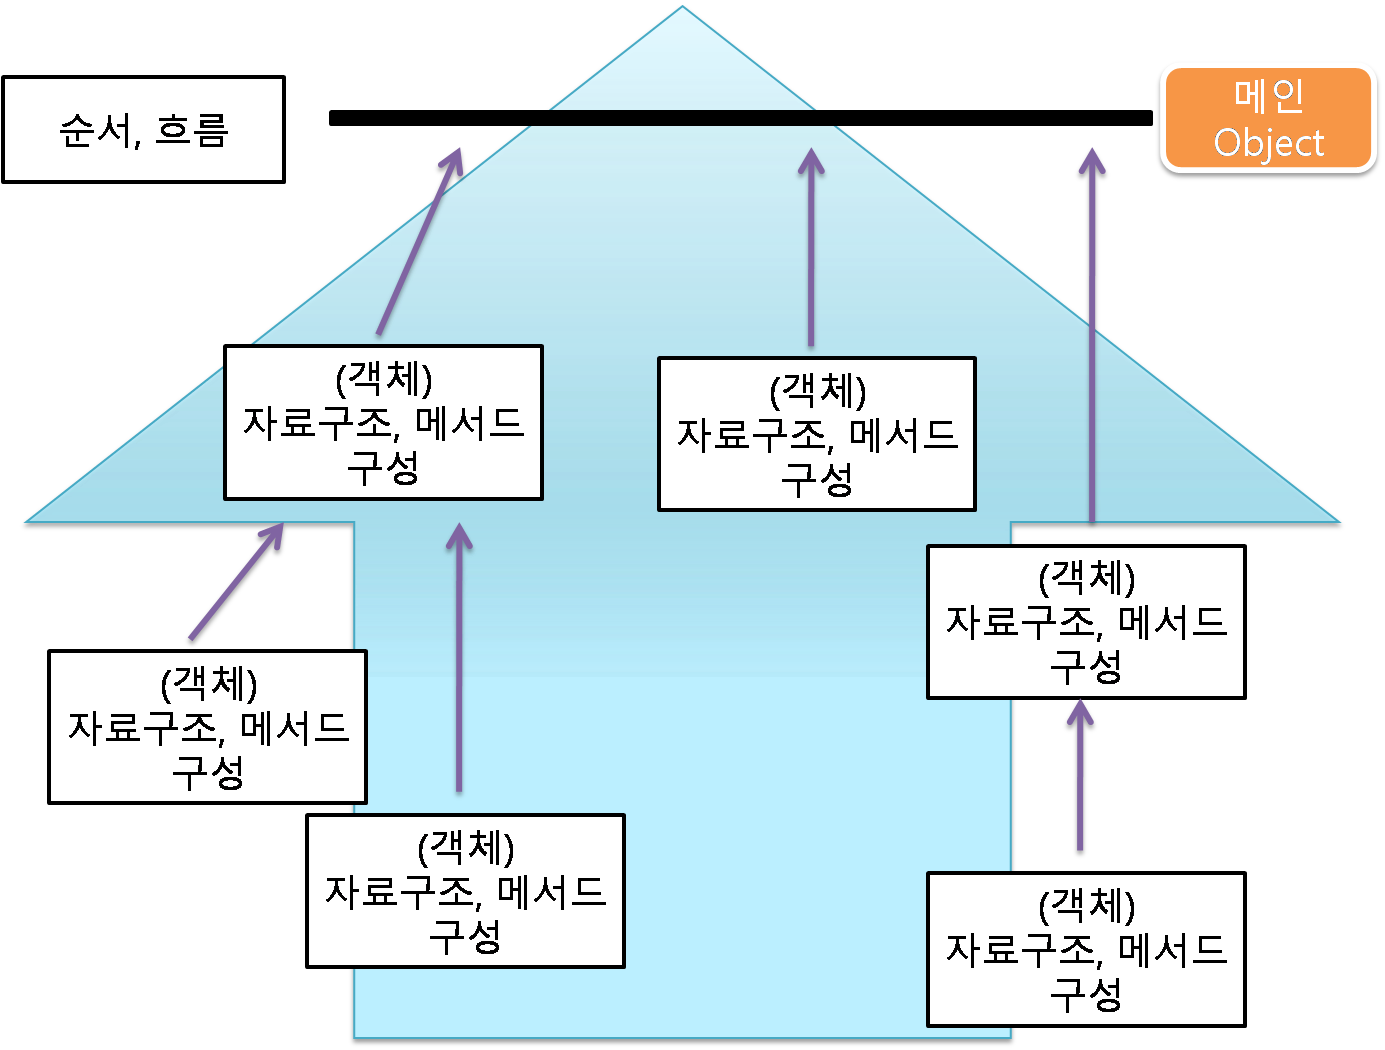 순서, 흐름
메인
Object
(객체)
자료구조, 메서드
구성
(객체)
자료구조, 메서드
구성
(객체)
자료구조, 메서드
구성
(객체)
자료구조, 메서드
구성
(객체)
자료구조, 메서드
구성
(객체)
자료구조, 메서드
구성